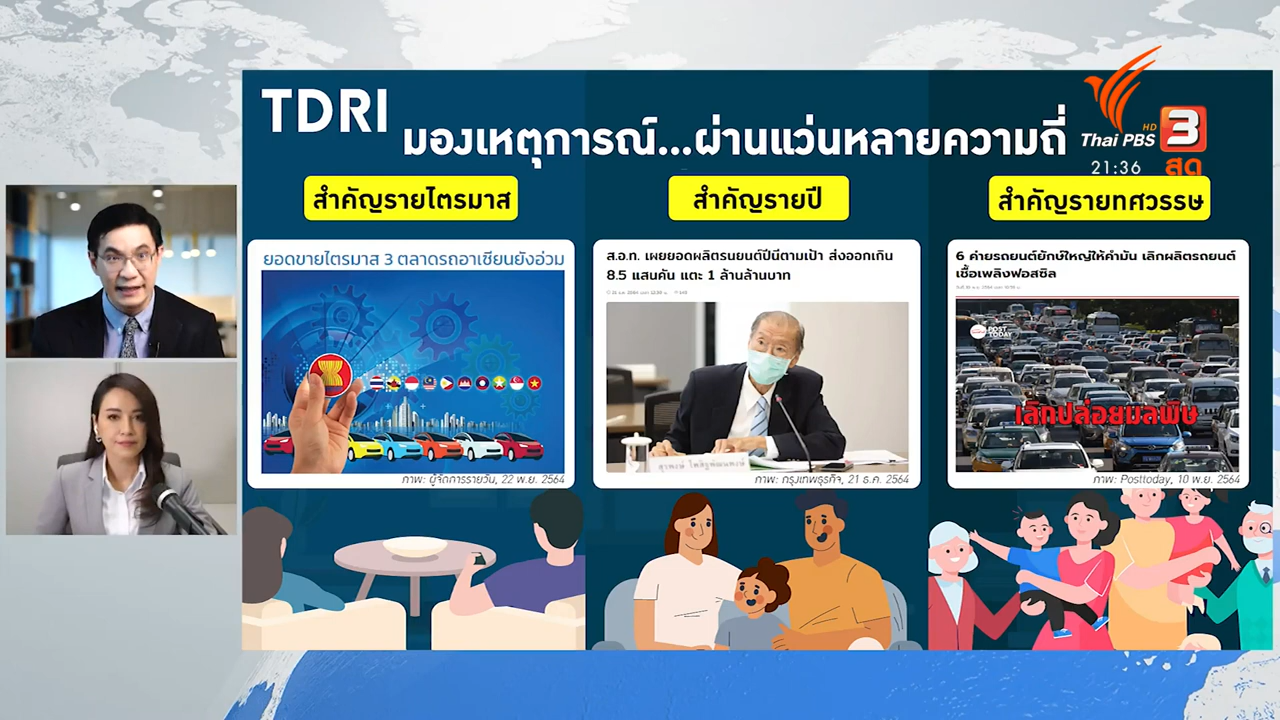 TDRI
มองเหตุการณ์...ผ่านแว่นหลายความถี่
Thai PBS HD 3
21:36 สด
สำคัญรายไตรมาส
สำคัญรายปี
สำคัญรายทศวรรษ
ยอดขายไตรมาส 3 ตลาดรถอาเซียนยังอ่วม
ภาพ: ผู้จัดการรายวัน, 22 พ.ย. 2564
ส.อ.ท. เผยยอดผลิตรถยนต์ปีนี้ตามเป้า ส่งออกเกิน
8.5 แสนคัน แตะ 1 ล้านล้านบาท
ภาพ: กรุงเทพธุรกิจ, 21 ธ.ค. 2564
6 ค่ายรถยนต์ยักษ์ใหญ่ให้คำมั่น เลิกผลิตรถยนต์
เชื้อเพลิงฟอสซิล
POST
TODAY
เลิกปล่อยมลพิษ
ภาพ: Posttoday, 10 พ.ย. 2564